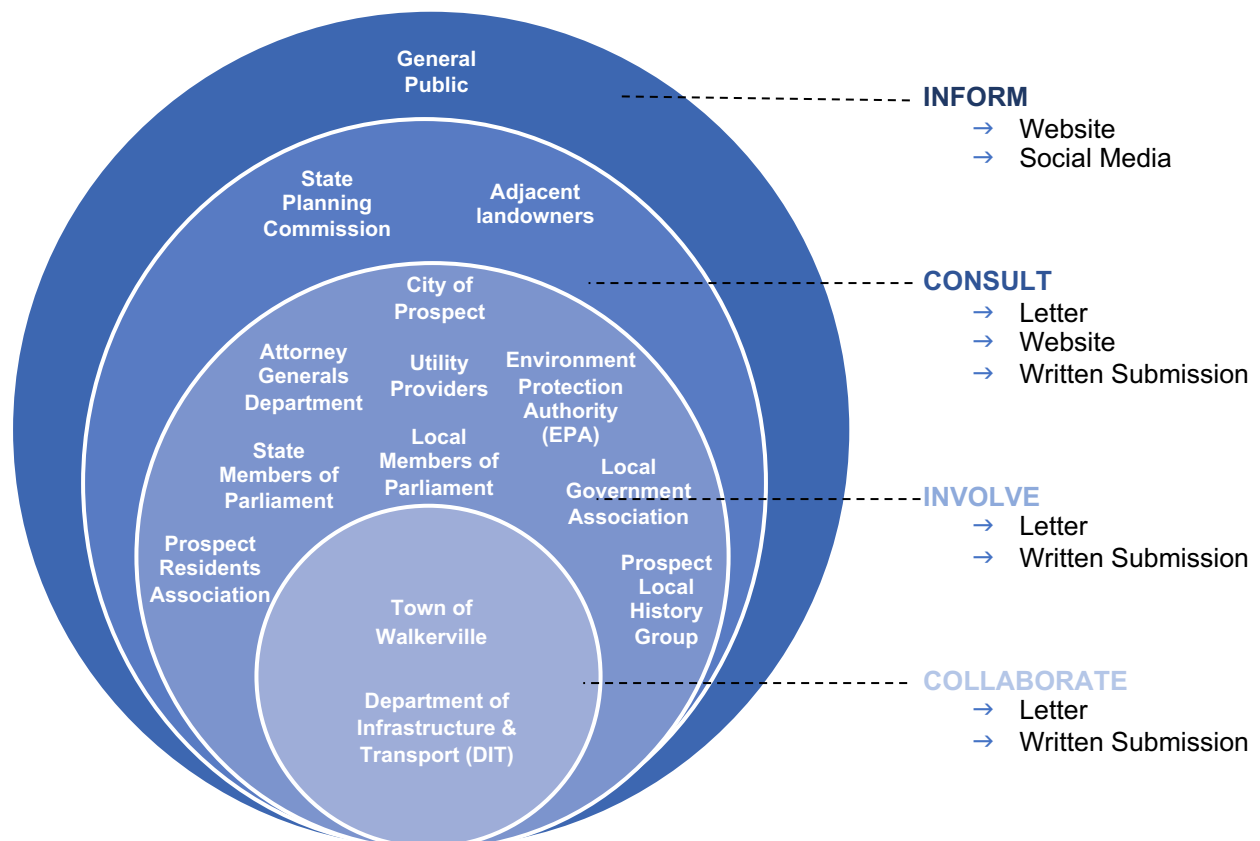 General
Public
State
Planning
Commission
Adjacent
landowners
City of
Prospect
Attorney
Generals
Department
Utility
Providers
Environment
Protection
Authority
(EPA)
State
Members of
Parliament
Local
Members of
Parliament
Local
Government
Association
Prospect
Residents
Association
Prospect
Local
History
Group
Town of
Walkerville
Department of
Infrastructure &
Transport (DIT)
INFORM
→ Website
→ Social Media
CONSULT
→ Letter
→ Website
→ Written Submission
INVOLVE
→ Letter
→ Written Submission
COLLABORATE
→ Letter
→ Written Submission